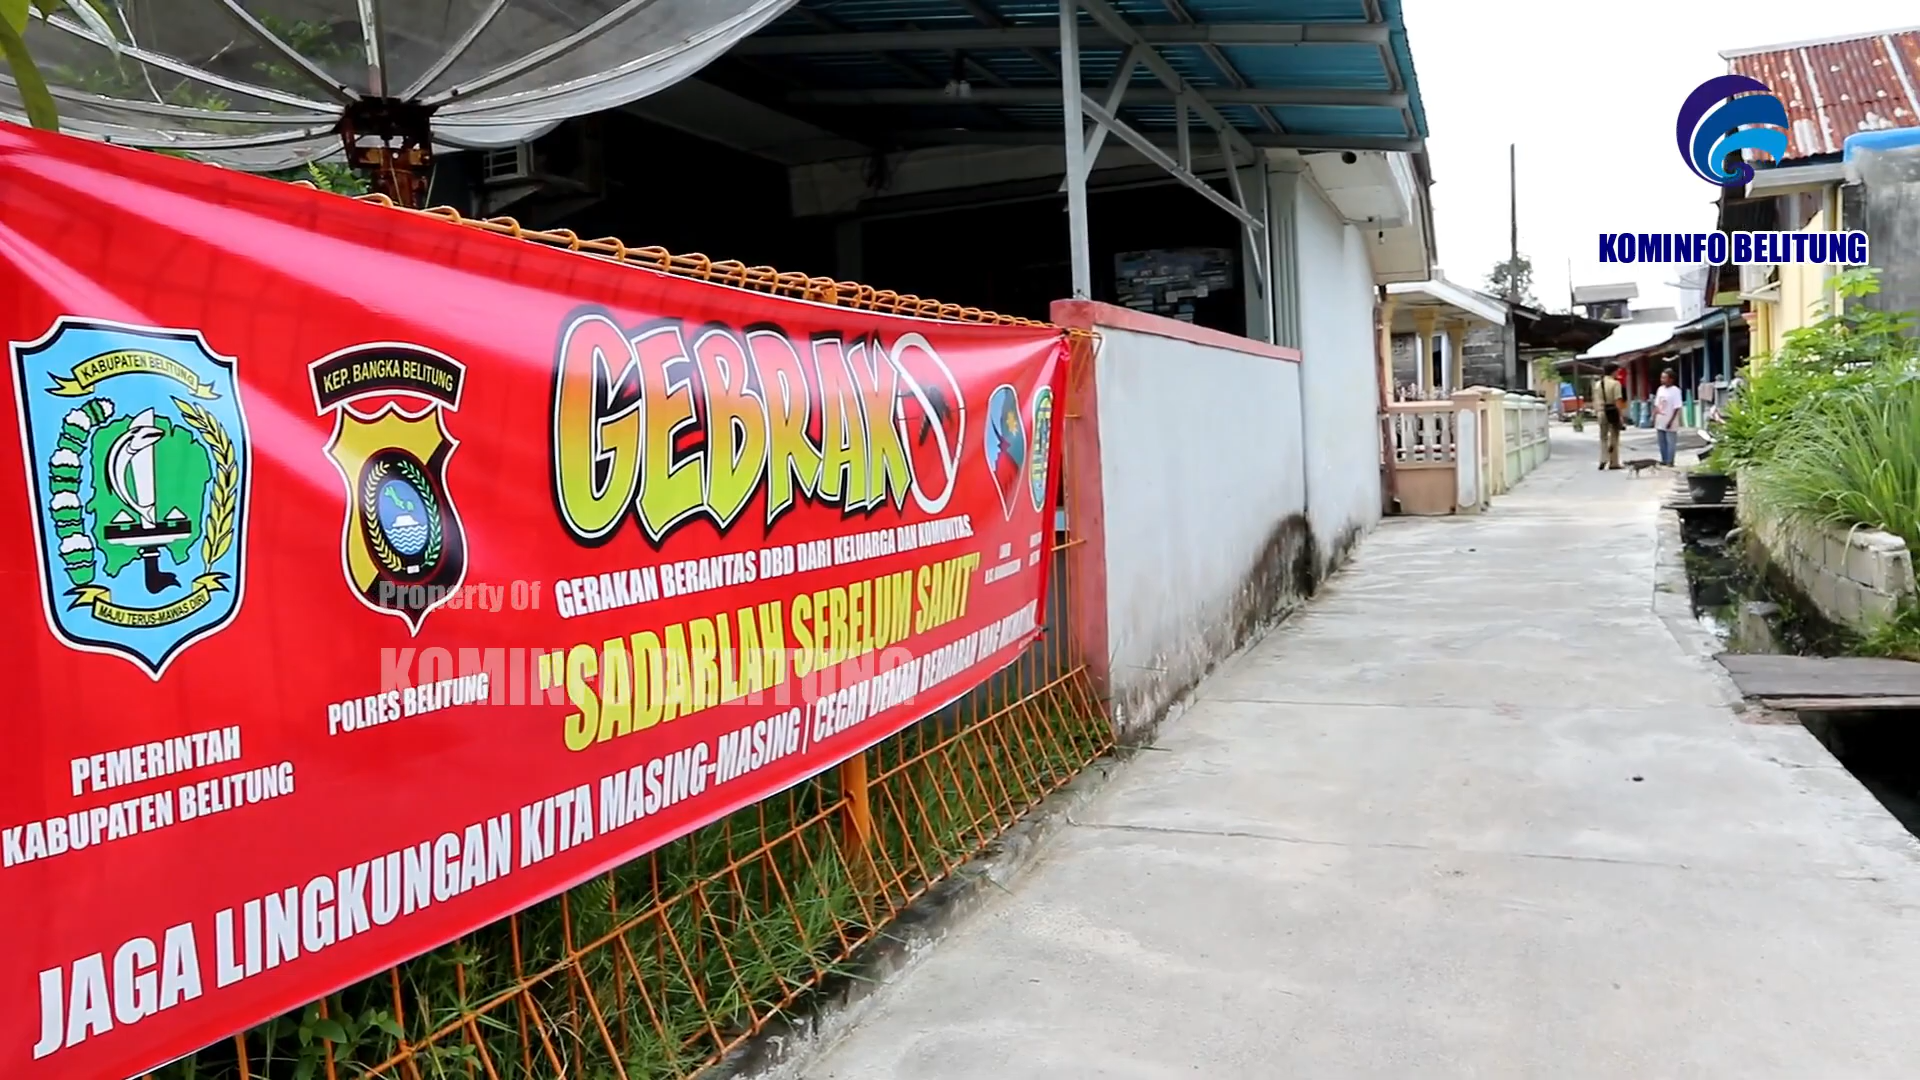 KOMINFO BELITUNG
KABUPATEN BELITUNG
MAJU TERUS-MAWAS DIRI
PEMERINTAH
KABUPATEN BELITUNG
KEP. BANGKA BELITUNG
POLRES BELITUNG
GEBRAK
GERAKAN BERANTAS DBD DARI KELUARGA DAN KOMUNITAS.
"SADARLAH SEBELUM SAKIT"
JAGA LINGKUNGAN KITA MASING-MASING | CEGAH DEMAM BERDARAH YANG
Property Of
KOMINFO BELITUNG